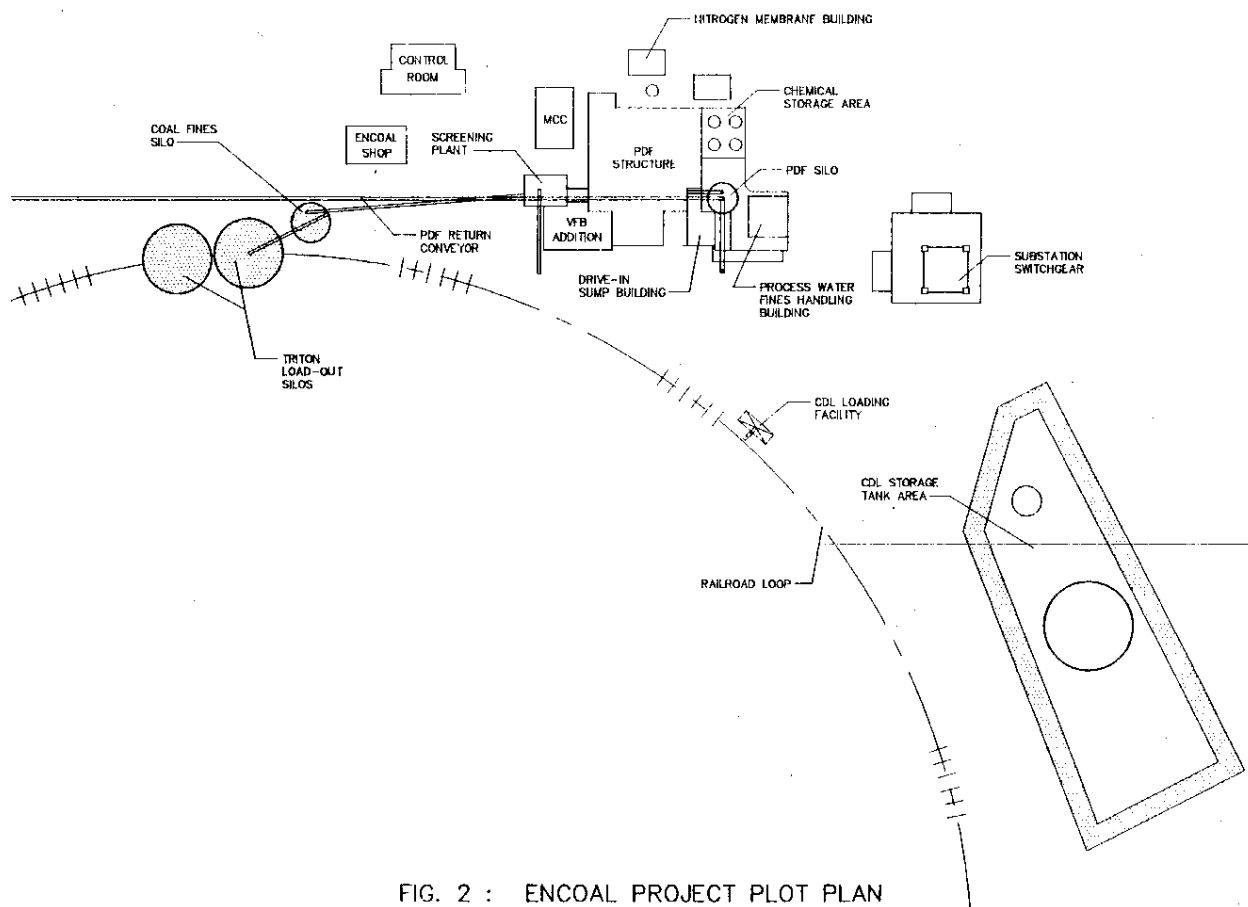 NITROGEN MEMBRANE BUILDING
CONTROL
ROOM
CHEMICAL
STORAGE AREA
MCC
COAL FINES
SILO
ENCOAL
SHOP
SCREENING
PLANT
PDF
STRUCTURE
PDF SILO
PDF RETURN
CONVEYOR
VFB
ADDITION
DRIVE-IN
SUMP BUILDING
PROCESS WATER
FINES HANDLING
BUILDING
SUBSTATION
SWITCHGEAR
TRITON
LOAD-OUT
SILOS
CDL LOADING
FACILITY
CDL STORAGE
TANK AREA
RAILROAD LOOP
FIG. 2 : ENCOAL PROJECT PLOT PLAN